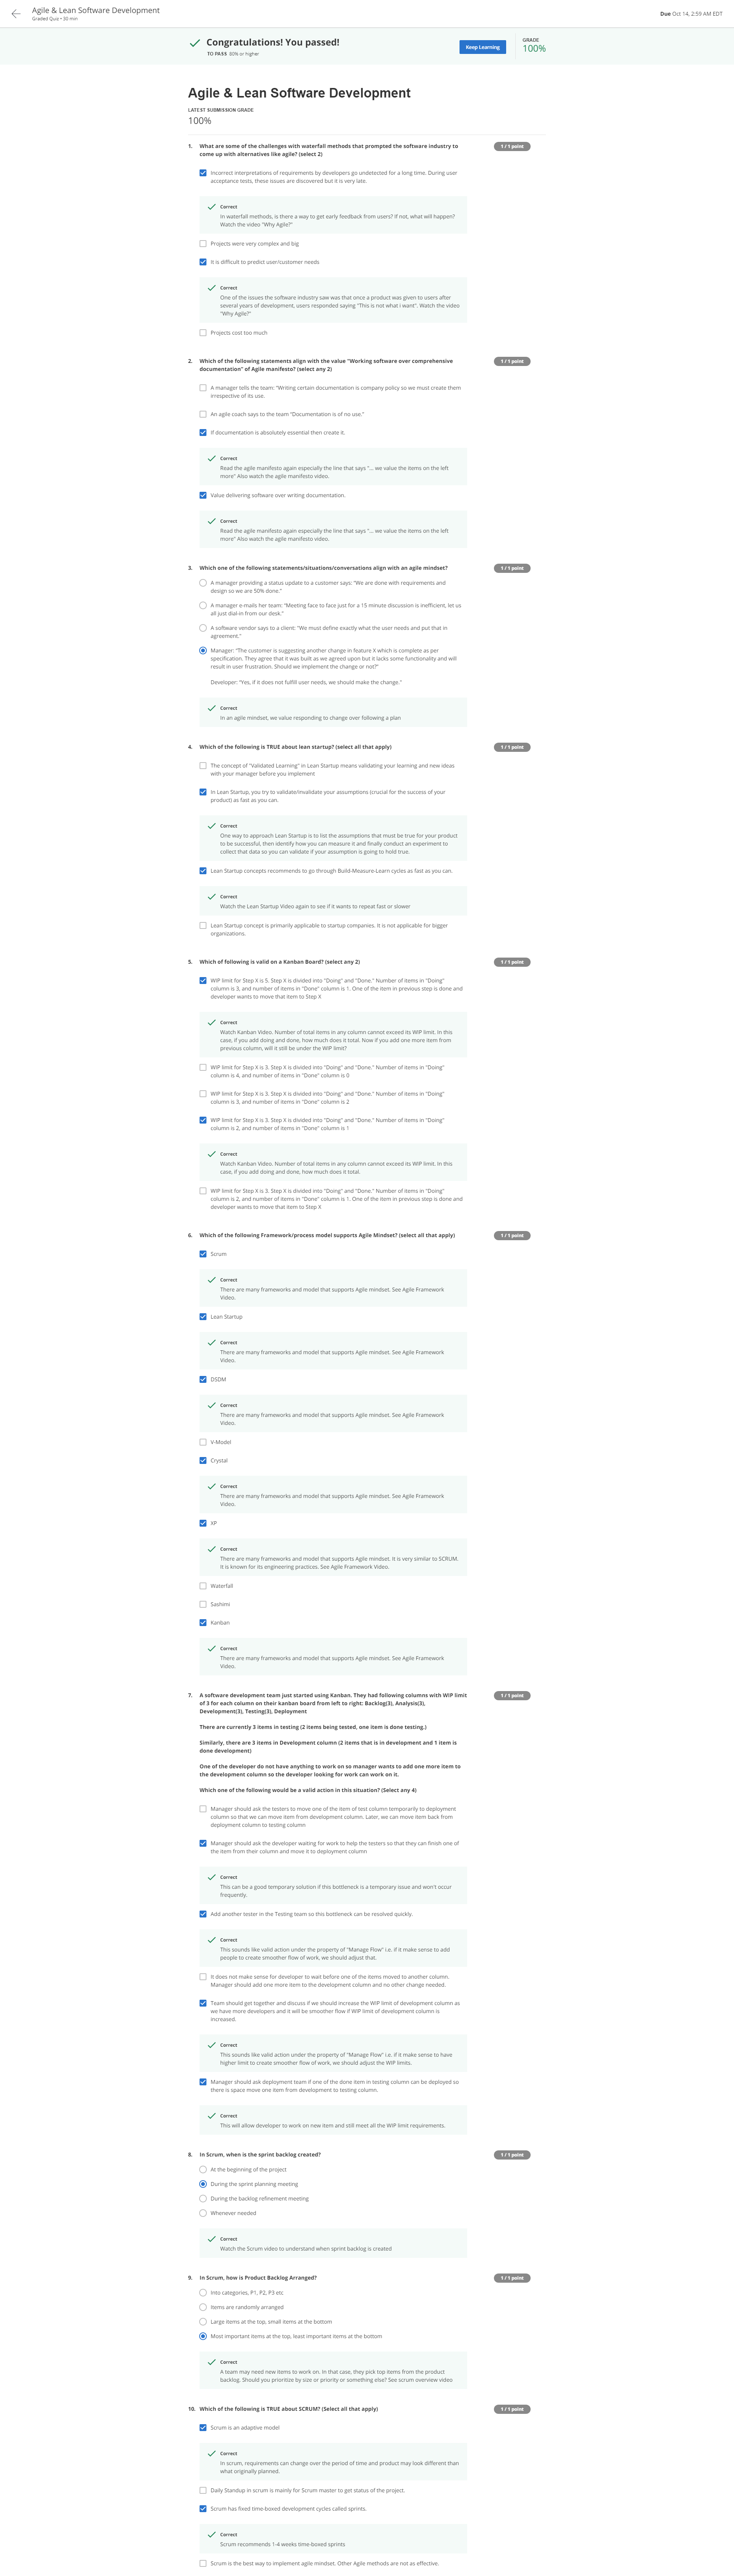 Agile & Lean Software Development
Graded Quiz • 30 min
Due Oct 14, 2:59 AM EDT
Congratulations! You passed!
TO PASS 80% or higher
Keep Learning
GRADE
100%
Agile & Lean Software Development
LATEST SUBMISSION GRADE
100%
1. What are some of the challenges with waterfall methods that prompted the software industry to
come up with alternatives like agile? (select 2)
1 / 1 point
Incorrect interpretations of requirements by developers go undetected for a long time. During user
acceptance tests, these issues are discovered but it is very late.
Correct
In waterfall methods, is there a way to get early feedback from users? If not, what will happen?
Watch the video "Why Agile?"
Projects were very complex and big
It is difficult to predict user/customer needs
Correct
One of the issues the software industry saw was that once a product was given to users after
several years of development, users responded saying "This is not what i want". Watch the video
"Why Agile?"
Projects cost too much
2. Which of the following statements align with the value "Working software over comprehensive
documentation" of Agile manifesto? (select any 2)
1 / 1 point
A manager tells the team: "Writing certain documentation is company policy so we must create them
irrespective of its use.
An agile coach says to the team "Documentation is of no use."
If documentation is absolutely essential then create it.
Correct
Read the agile manifesto again especially the line that says "... we value the items on the left
more" Also watch the agile manifesto video.
Value delivering software over writing documentation.
Correct
Read the agile manifesto again especially the line that says "... we value the items on the left
more" Also watch the agile manifesto video.
3. Which one of the following statements/situations/conversations align with an agile mindset?
1 / 1 point
A manager providing a status update to a customer says: "We are done with requirements and
design so we are 50% done."
A manager e-mails her team: "Meeting face to face just for a 15 minute discussion is inefficient, let us
all just dial-in from our desk."
A software vendor says to a client: "We must define exactly what the user needs and put that in
agreement."
Manager: "The customer is suggesting another change in feature X which is complete as per
specification. They agree that it was built as we agreed upon but it lacks some functionality and will
result in user frustration. Should we implement the change or not?"
Developer: "Yes, if it does not fulfill user needs, we should make the change."
Correct
In an agile mindset, we value responding to change over following a plan
4. Which of the following is TRUE about lean startup? (select all that apply)
1 / 1 point
The concept of "Validated Learning" in Lean Startup means validating your learning and new ideas
with your manager before you implement
In Lean Startup, you try to validate/invalidate your assumptions (crucial for the success of your
product) as fast as you can.
Correct
One way to approach Lean Startup is to list the assumptions that must be true for your product
to be successful, then identify how you can measure it and finally conduct an experiment to
collect that data so you can validate if your assumption is going to hold true.
Lean Startup concepts recommends to go through Build-Measure-Learn cycles as fast as you can.
Correct
Watch the Lean Startup Video again to see if it wants to repeat fast or slower
Lean Startup concept is primarily applicable to startup companies. It is not applicable for bigger
organizations.
5. Which of following is valid on a Kanban Board? (select any 2)
1 / 1 point
WIP limit for Step X is 5. Step X is divided into "Doing" and "Done." Number of items in "Doing"
column is 3, and number of items in "Done" column is 1. One of the item in previous step is done and
developer wants to move that item to Step X
Correct
Watch Kanban Video. Number of total items in any column cannot exceed its WIP limit. In this
case, if you add doing and done, how much does it total. Now if you add one more item from
previous column, will it still be under the WIP limit?
WIP limit for Step X is 3. Step X is divided into "Doing" and "Done." Number of items in "Doing"
column is 4, and number of items in "Done" column is 0
WIP limit for Step X is 3. Step X is divided into "Doing" and "Done." Number of items in "Doing"
column is 3, and number of items in "Done" column is 2
WIP limit for Step X is 3. Step X is divided into "Doing" and "Done." Number of items in "Doing"
column is 2, and number of items in "Done" column is 1
Correct
Watch Kanban Video. Number of total items in any column cannot exceed its WIP limit. In this
case, if you add doing and done, how much does it total.
WIP limit for Step X is 3. Step X is divided into "Doing" and "Done." Number of items in "Doing"
column is 2, and number of items in "Done" column is 1. One of the item in previous step is done and
developer wants to move that item to Step X
6. Which of the following Framework/process model supports Agile Mindset? (select all that apply)
1 / 1 point
Scrum
Correct
There are many frameworks and model that supports Agile mindset. See Agile Framework
Video.
Lean Startup
Correct
There are many frameworks and model that supports Agile mindset. See Agile Framework
Video.
DSDM
Correct
There are many frameworks and model that supports Agile mindset. See Agile Framework
Video.
V-Model
Crystal
Correct
There are many frameworks and model that supports Agile mindset. See Agile Framework
Video.
XP
Correct
There are many frameworks and model that supports Agile mindset. It is very similar to SCRUM.
It is known for its engineering practices. See Agile Framework Video.
Waterfall
Sashimi
Kanban
Correct
There are many frameworks and model that supports Agile mindset. See Agile Framework
Video.
7. A software development team just started using Kanban. They had following columns with WIP limit
of 3 for each column on their kanban board from left to right: Backlog(3), Analysis(3),
Development(3), Testing(3), Deployment
1 / 1 point
There are currently 3 items in testing (2 items being tested, one item is done testing.)
Similarly, there are 3 items in Development column (2 items that is in development and 1 item is
done development)
One of the developer do not have anything to work on so manager wants to add one more item to
the development column so the developer looking for work can work on it.
Which one of the following would be a valid action in this situation? (Select any 4)
Manager should ask the testers to move one of the item of test column temporarily to deployment
column so that we can move item from development column. Later, we can move item back from
deployment column to testing column
Manager should ask the developer waiting for work to help the testers so that they can finish one of
the item from their column and move it to deployment column
Correct
This can be a good temporary solution if this bottleneck is a temporary issue and won't occur
frequently.
Add another tester in the Testing team so this bottleneck can be resolved quickly.
Correct
This sounds like valid action under the property of "Manage Flow" i.e. if it make sense to add
people to create smoother flow of work, we should adjust that.
It does not make sense for developer to wait before one of the items moved to another column.
Manager should add one more item to the development column and no other change needed.
Team should get together and discuss if we should increase the WIP limit of development column as
we have more developers and it will be smoother flow if WIP limit of development column is
increased.
Correct
This sounds like valid action under the property of "Manage Flow" i.e. if it make sense to have
higher limit to create smoother flow of work, we should adjust the WIP limits.
Manager should ask deployment team if one of the done item in testing column can be deployed so
there is space move one item from development to testing column.
Correct
This will allow developer to work on new item and still meet all the WIP limit requirements.
8. In Scrum, when is the sprint backlog created?
1 / 1 point
At the beginning of the project
During the sprint planning meeting
During the backlog refinement meeting
Whenever needed
Correct
Watch the Scrum video to understand when sprint backlog is created
9. In Scrum, how is Product Backlog Arranged?
1 / 1 point
Into categories, P1, P2, P3 etc
Items are randomly arranged
Large items at the top, small items at the bottom
Most important items at the top, least important items at the bottom
Correct
A team may need new items to work on. In that case, they pick top items from the product
backlog. Should you prioritize by size or priority or something else? See scrum overview video
10. Which of the following is TRUE about SCRUM? (Select all that apply)
1 / 1 point
Scrum is an adaptive model
Correct
In scrum, requirements can change over the period of time and product may look different than
what originally planned.
Daily Standup in scrum is mainly for Scrum master to get status of the project.
Scrum has fixed time-boxed development cycles called sprints.
Correct
Scrum recommends 1-4 weeks time-boxed sprints
Scrum is the best way to implement agile mindset. Other Agile methods are not as effective.